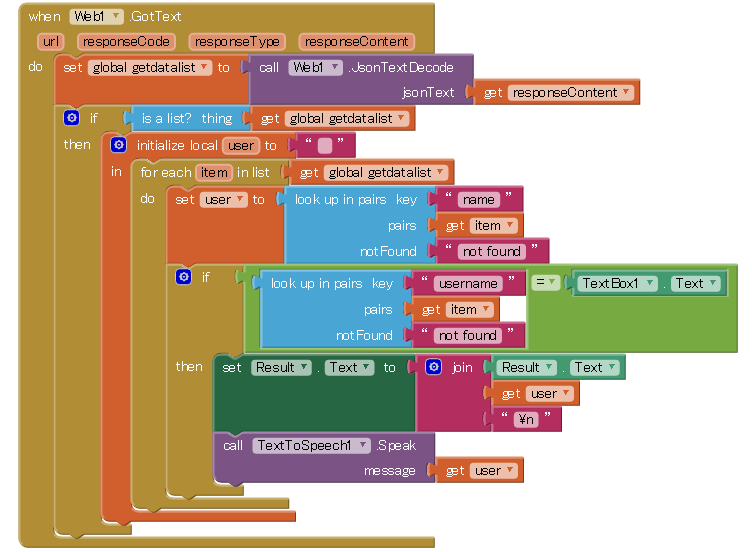 when Web1 .GotText
url responseCode responseType responseContent
do set global getdatalist to call Web1 .JsonTextDecode
jsonText get responseContent
if is a list? thing get global getdatalist
then initialize local user to “ ”
in for each item in list get global getdatalist
do set user to look up in pairs key “ name ”
pairs get item
notFound “ not found ”
if look up in pairs key “ username ” = TextBox1 . Text
pairs get item
notFound “ not found ”
then set Result . Text to join Result . Text
get user
“ ¥n ”
call TextToSpeech1 .Speak
message get user